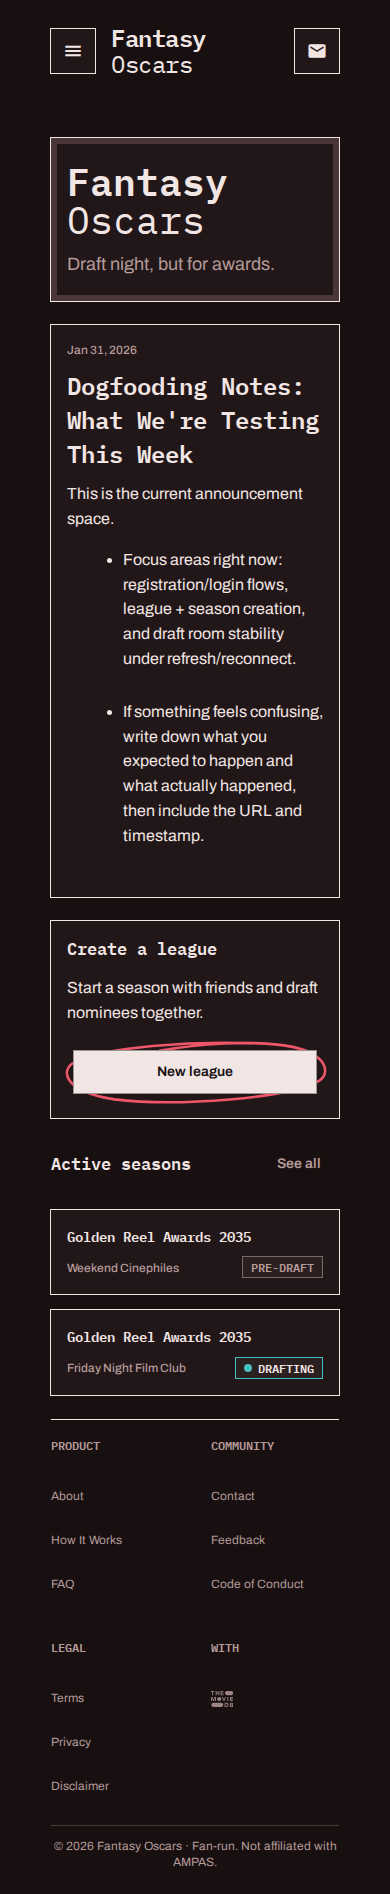 Fantasy
Oscars
Fantasy
Oscars
Draft night, but for awards.
Jan 31, 2026
Dogfooding Notes:
What We're Testing
This Week
This is the current announcement
space.
• Focus areas right now:
registration/login flows,
league + season creation,
and draft room stability
under refresh/reconnect.
• If something feels confusing,
write down what you
expected to happen and
what actually happened,
then include the URL and
timestamp.
Create a league
Start a season with friends and draft
nominees together.
New league
Active seasons See all
Golden Reel Awards 2035
Weekend Cinephiles PRE-DRAFT
Golden Reel Awards 2035
Friday Night Film Club DRAFTING
PRODUCT
About
How It Works
FAQ
COMMUNITY
Contact
Feedback
Code of Conduct
LEGAL
Terms
Privacy
Disclaimer
WITH
THE
MOVIE
DB
© 2026 Fantasy Oscars · Fan-run. Not affiliated with
AMPAS.